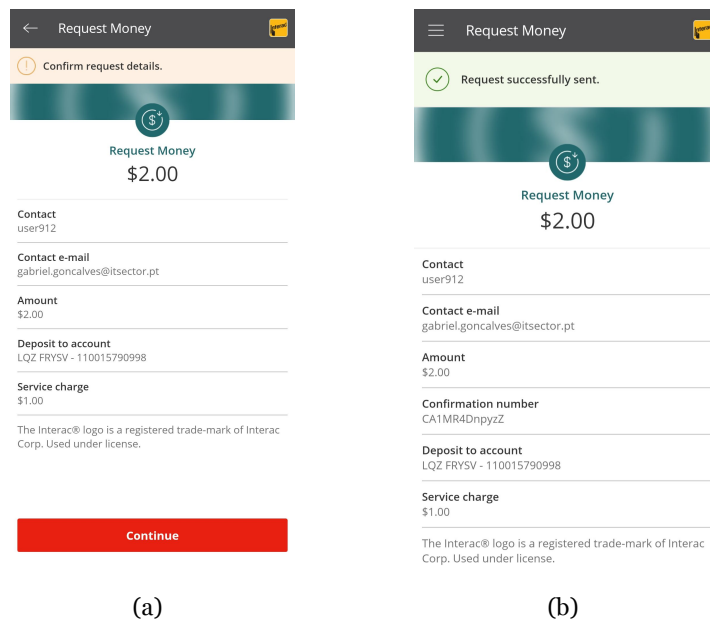 Request Money
Interac
Confirm request details.
Request Money
$2.00
Contact
user912
Contact e-mail
gabriel.goncalves@itsector.pt
Amount
$2.00
Deposit to account
LQZ FRYSV - 110015790998
Service charge
$1.00
The Interac® logo is a registered trade-mark of Interac
Corp. Used under license.
Continue
(a)
Request Money
Request successfully sent.
Request Money
$2.00
Contact
user912
Contact e-mail
gabriel.goncalves@itsector.pt
Amount
$2.00
Confirmation number
CA1MR4DnpyzZ
Deposit to account
LQZ FRYSV - 110015790998
Service charge
$1.00
The Interac® logo is a registered trade-mark of Interac
Corp. Used under license.
(b)